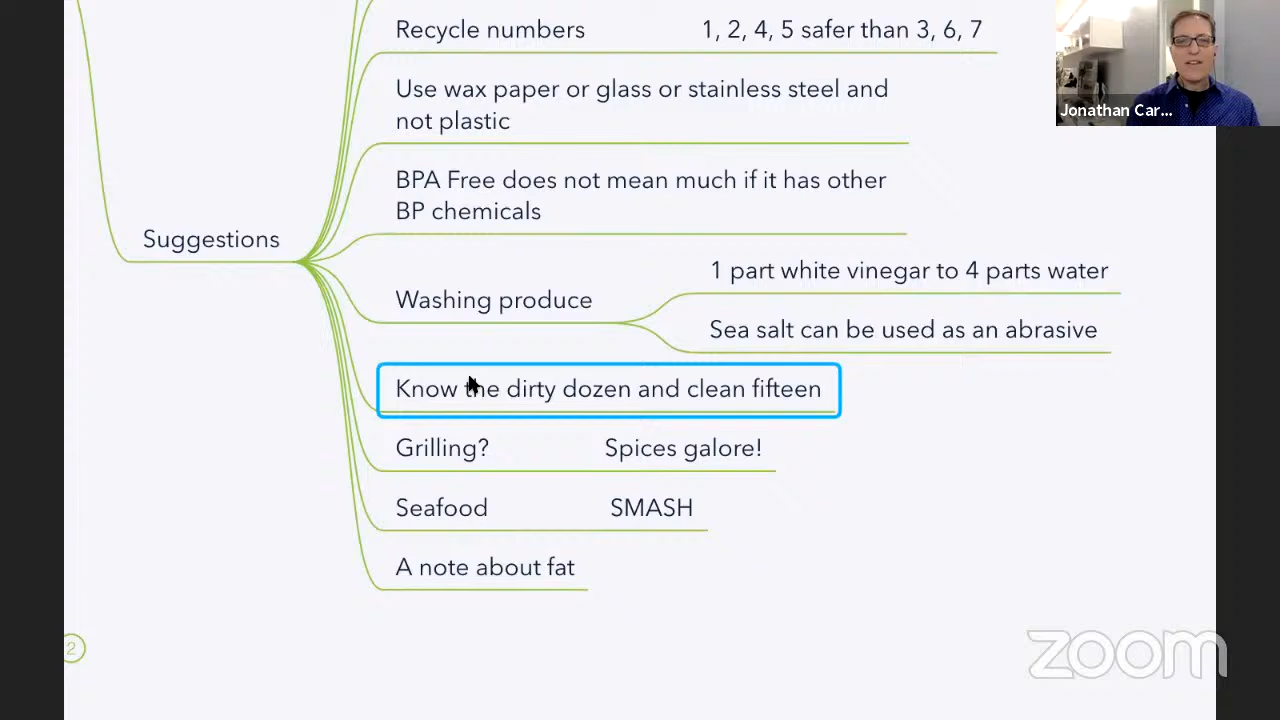 Recycle numbers 1, 2, 4, 5 safer than 3, 6, 7
Use wax paper or glass or stainless steel and
not plastic
BPA Free does not mean much if it has other
BP chemicals
Suggestions
Washing produce
1 part white vinegar to 4 parts water
Sea salt can be used as an abrasive
Know the dirty dozen and clean fifteen
Grilling? Spices galore!
Seafood SMASH
A note about fat
2
Jonathan Car...
zoom